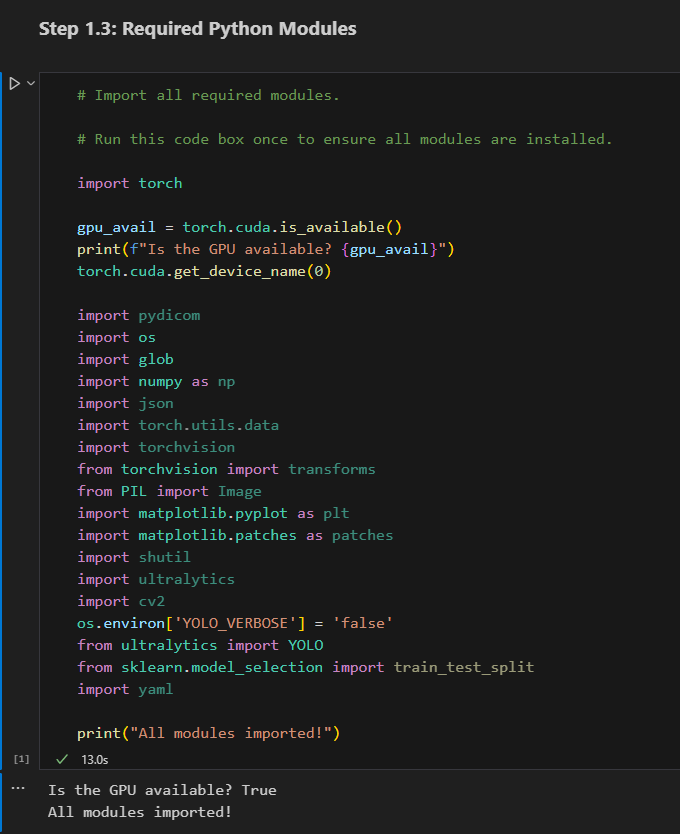 Step 1.3: Required Python Modules
# Import all required modules.
# Run this code box once to ensure all modules are installed.
import torch
gpu_avail = torch.cuda.is_available()
print(f"Is the GPU available? {gpu_avail}")
torch.cuda.get_device_name(0)
import pydicom
import os
import glob
import numpy as np
import json
import torch.utils.data
import torchvision
from torchvision import transforms
from PIL import Image
import matplotlib.pyplot as plt
import matplotlib.patches as patches
import shutil
import ultralytics
import cv2
os.environ['YOLO_VERBOSE'] = 'false'
from ultralytics import YOLO
from sklearn.model_selection import train_test_split
import yaml
print("All modules imported!")
[1] 13.0s
Is the GPU available? True
All modules imported!